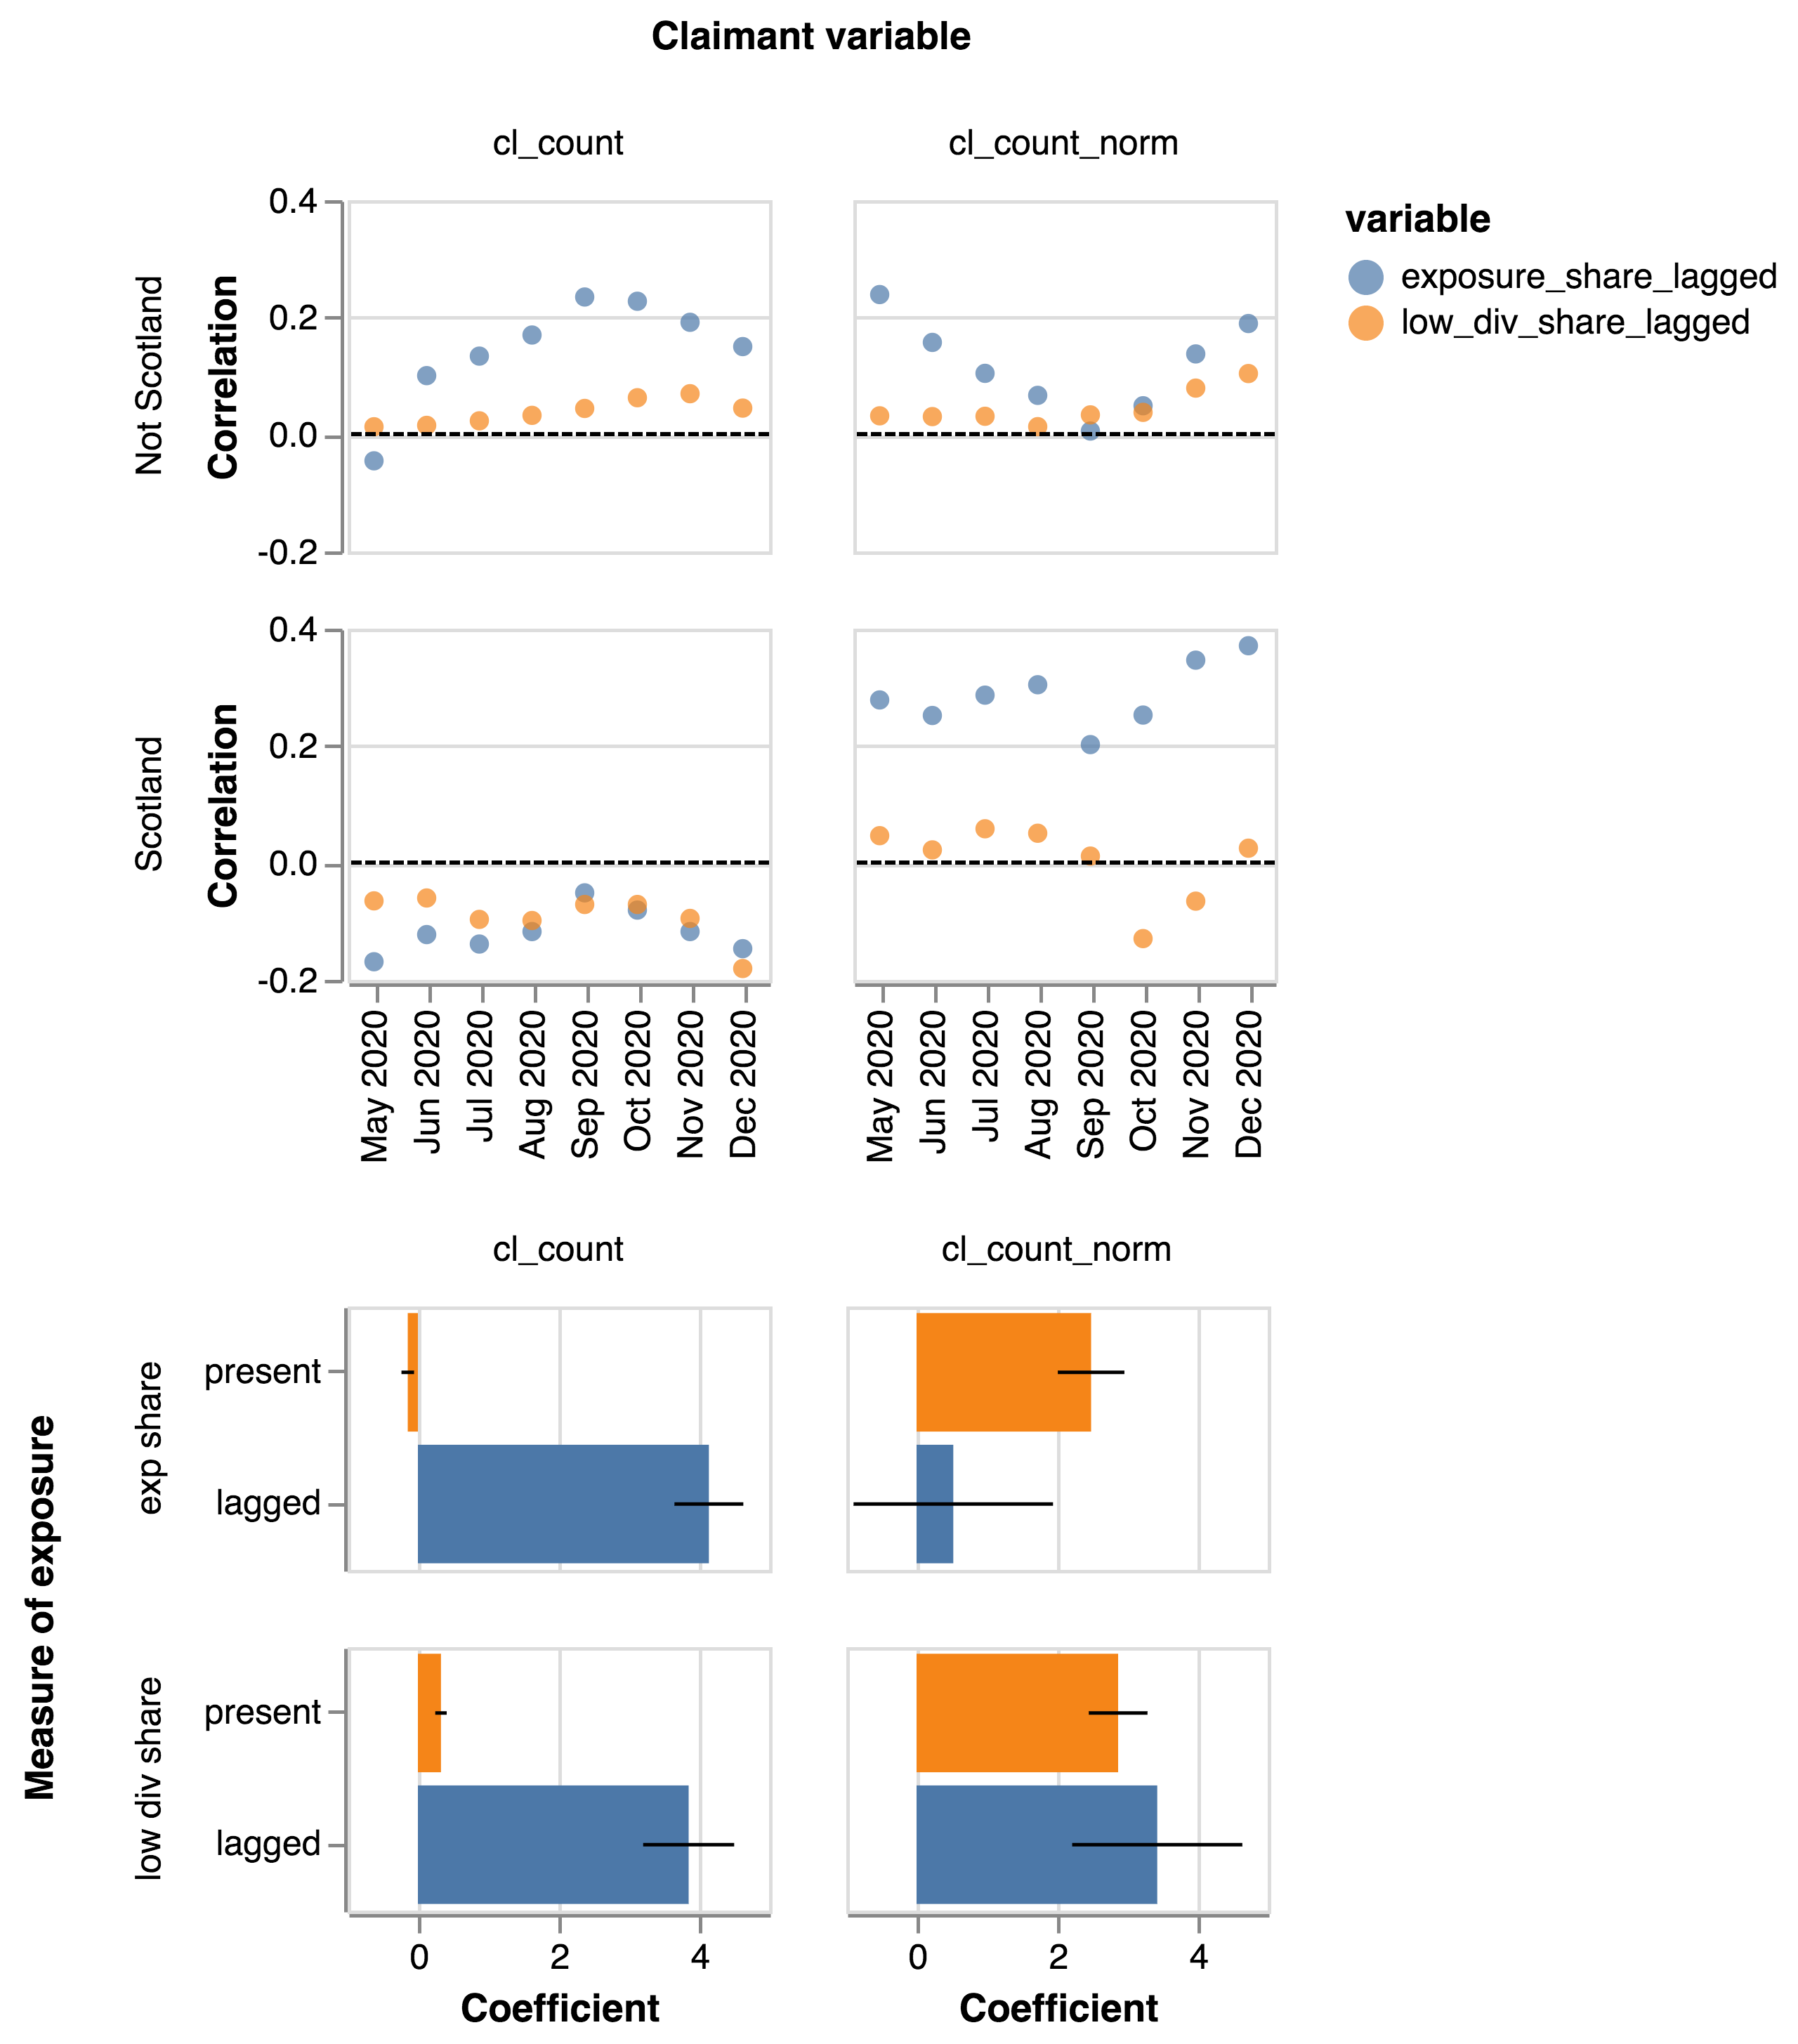 Claimant variable
cl_count
cl_count_norm
variable
exposure_share_lagged
low_div_share_lagged
Not Scotland
Correlation
0.4
0.2
0.0
-0.2
Scotland
Correlation
0.4
0.2
0.0
-0.2
May 2020
Jun 2020
Jul 2020
Aug 2020
Sep 2020
Oct 2020
Nov 2020
Dec 2020
May 2020
Jun 2020
Jul 2020
Aug 2020
Sep 2020
Oct 2020
Nov 2020
Dec 2020
cl_count
cl_count_norm
Measure of exposure
exp share
present
lagged
low div share
present
lagged
0 2 4
0 2 4
Coefficient
Coefficient